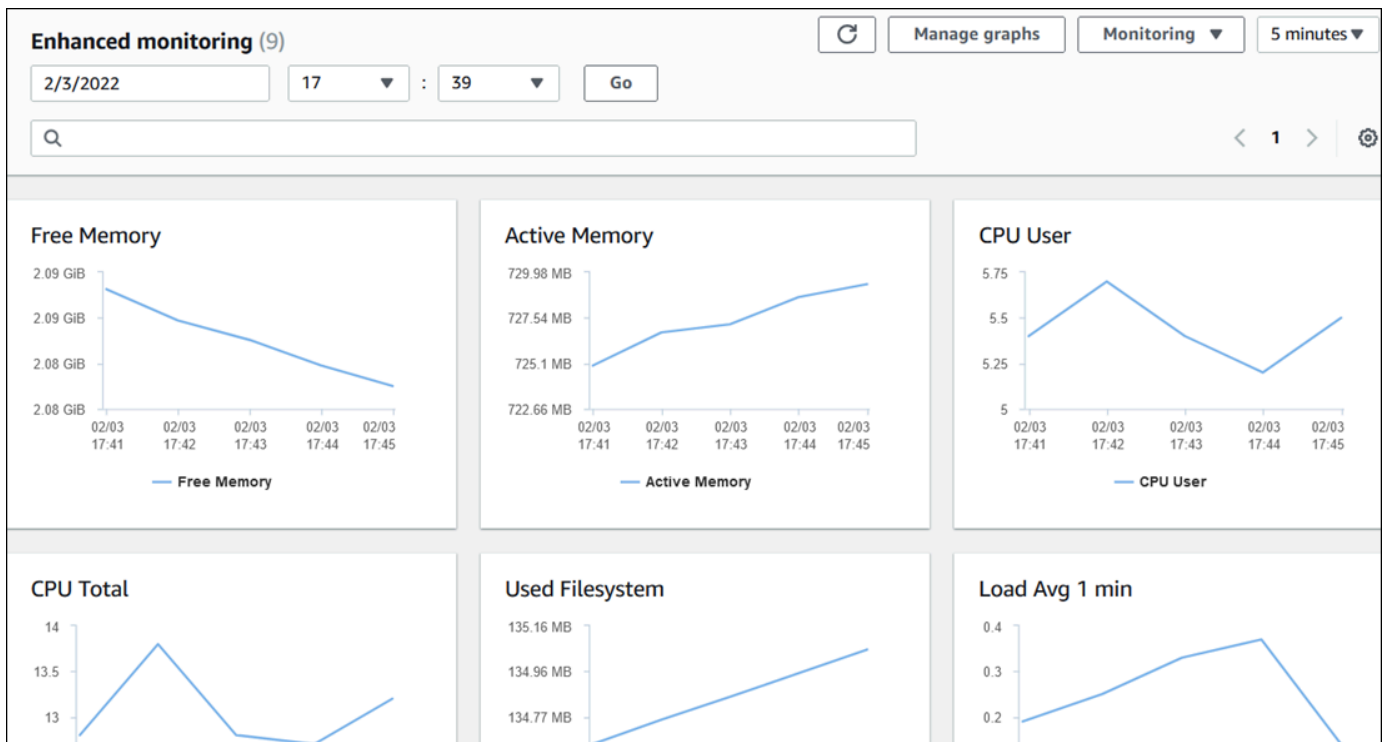 Enhanced monitoring (9)
Manage graphs
Monitoring
5 minutes
2/3/2022
17
:
39
Go
1
Free Memory
2.09 GiB
2.09 GiB
2.08 GiB
2.08 GiB
02/03 02/03 02/03 02/03 02/03
17:41 17:42 17:43 17:44 17:45
Free Memory
Active Memory
729.98 MB
727.54 MB
725.1 MB
722.66 MB
02/03 02/03 02/03 02/03 02/03
17:41 17:42 17:43 17:44 17:45
Active Memory
CPU User
5.75
5.5
5.25
5
02/03 02/03 02/03 02/03 02/03
17:41 17:42 17:43 17:44 17:45
CPU User
CPU Total
14
13.5
13
Used Filesystem
135.16 MB
134.96 MB
134.77 MB
Load Avg 1 min
0.4
0.3
0.2